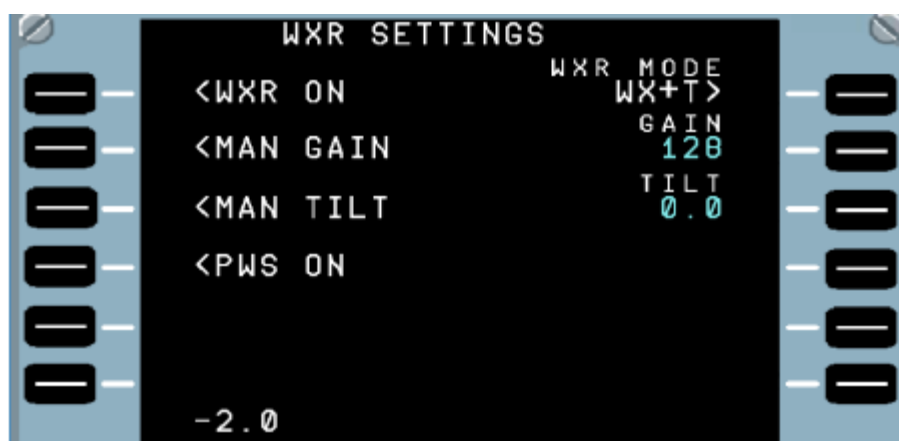 WXR SETTINGS
WXR MODE
<WXR ON WX+T>
GAIN
<MAN GAIN 128
TILT
<MAN TILT 0.0
<PWS ON
-2.0